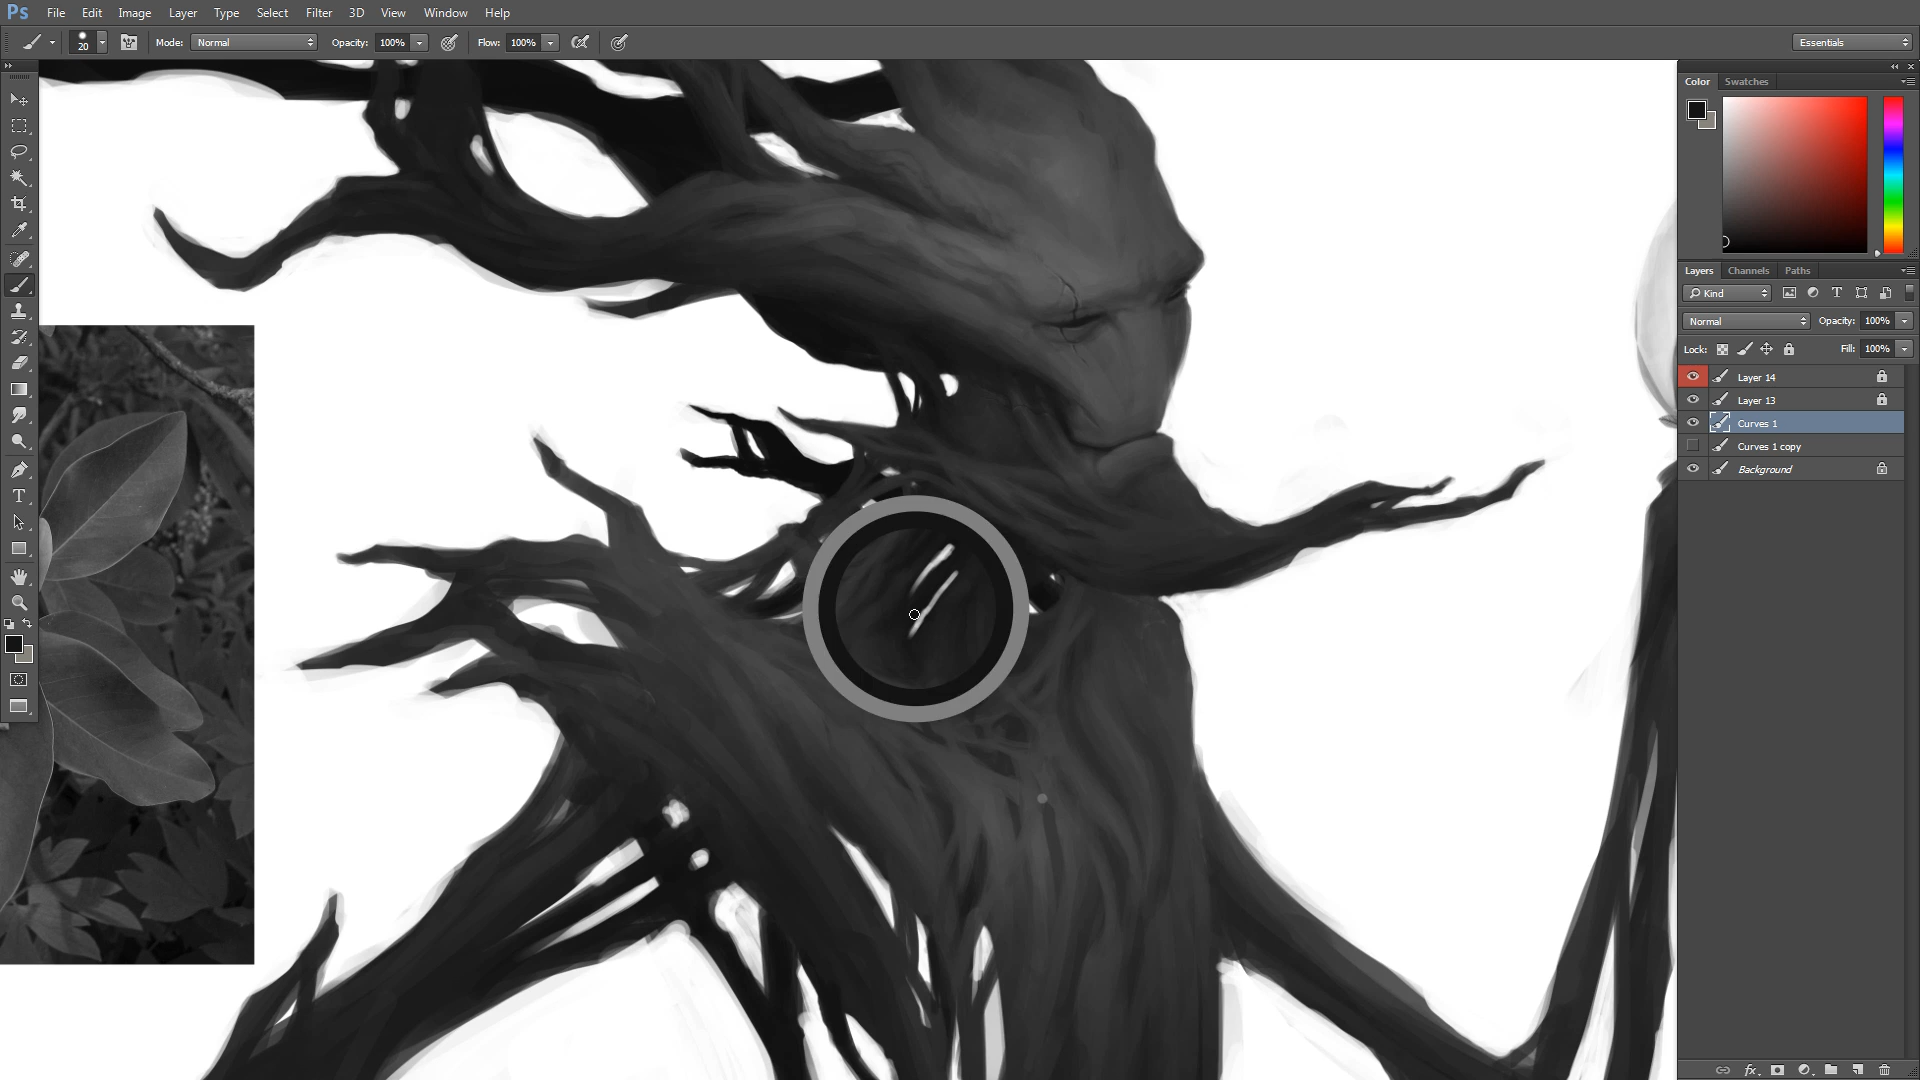 Ps File Edit Image Layer Type Select Filter 3D View Window Help
20 Mode: Normal Opacity: 100% Flow: 100% Essentials
Color Swatches
Layers Channels Paths
Kind
Normal Opacity: 100%
Lock: Fill: 100%
Layer 14
Layer 13
Curves 1
Curves 1 copy
Background
T
fx